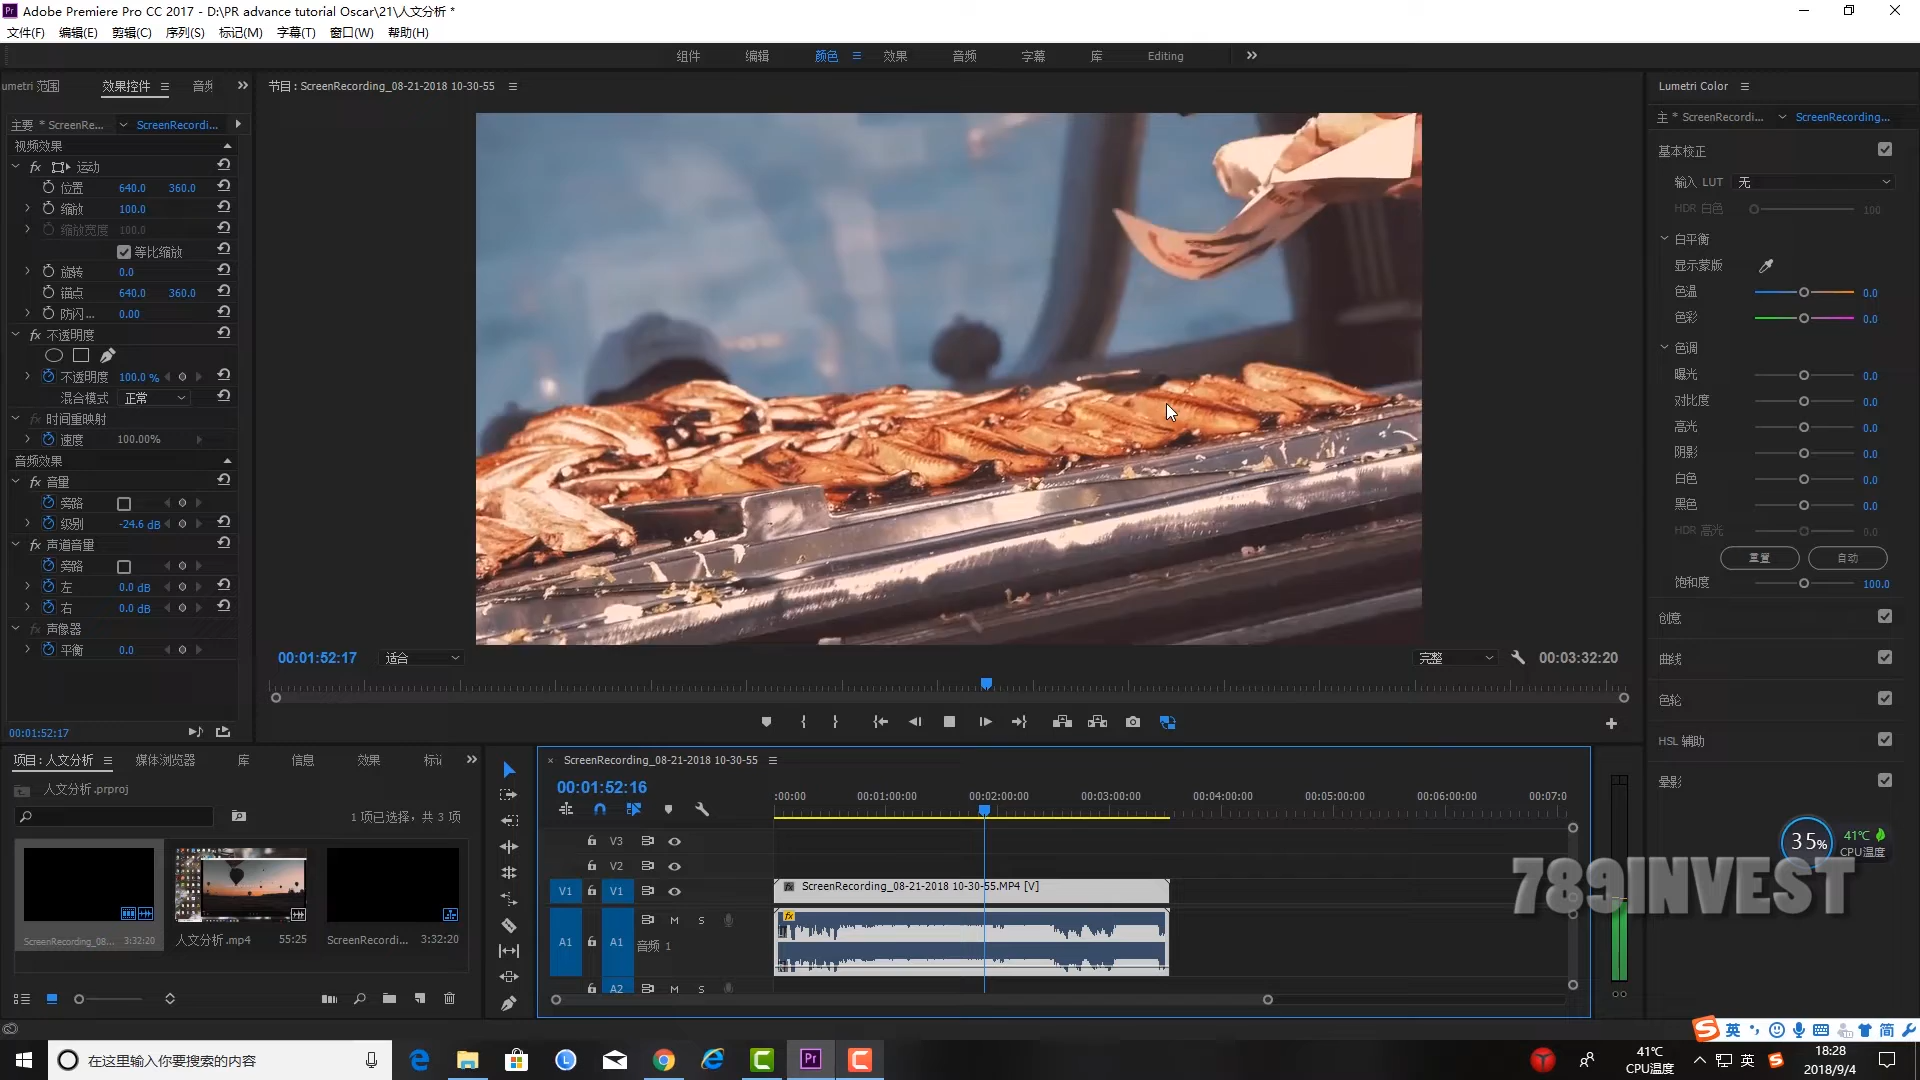 Adobe Premiere Pro CC 2017 - D:\PR advance tutorial Oscar\21\人文分析 *
文件(F) 编辑(E) 剪辑(C) 序列(S) 标记(M) 字幕(T) 窗口(W) 帮助(H)
组件 编辑 颜色 效果 音频 字幕 库 Editing
umetri 范围 效果控件 音频
节目: ScreenRecording_08-21-2018 10-30-55
Lumetri Color
主要 * ScreenRe... ScreenRecordi...
主 * ScreenRecordi... ScreenRecording...
视频效果
fx 运动
位置 640.0 360.0
缩放 100.0
缩放宽度 100.0
等比缩放
旋转 0.0
锚点 640.0 360.0
防闪... 0.00
fx 不透明度
不透明度 100.0 %
混合模式 正常
fx 时间重映射
速度 100.00%
音频效果
fx 音量
旁路
级别 -24.6 dB
fx 声道音量
旁路
左 0.0 dB
右 0.0 dB
fx 声像器
平衡 0.0
00:01:52:17
基本校正
输入 LUT 无
HDR 白色 100
白平衡
显示蒙版
色温 0.0
色彩 0.0
色调
曝光 0.0
对比度 0.0
高光 0.0
阴影 0.0
白色 0.0
黑色 0.0
HDR 高光 0.0
重置 自动
饱和度 100.0
创意
曲线
色轮
HSL 辅助
晕影
00:01:52:17 适合 完整 00:03:32:20
项目: 人文分析 媒体浏览器 库 信息 效果 标记
人文分析.prproj
1 项已选择，共 3 项
ScreenRecording_08... 3:32:20
人文分析.mp4 55:25
ScreenRecordi... 3:32:20
ScreenRecording_08-21-2018 10-30-55
00:01:52:16
:00:00 00:01:00:00 00:02:00:00 00:03:00:00 00:04:00:00 00:05:00:00 00:06:00:00 00:07:0
V3
V2
V1 V1
fx ScreenRecording_08-21-2018 10-30-55.MP4 [V]
A1 A1 M S
fx
音频 1
A2 M S
35% 41℃
CPU温度
789INVEST
英 简
在这里输入你要搜索的内容
Pr
41℃
CPU温度
英
18:28
2018/9/4